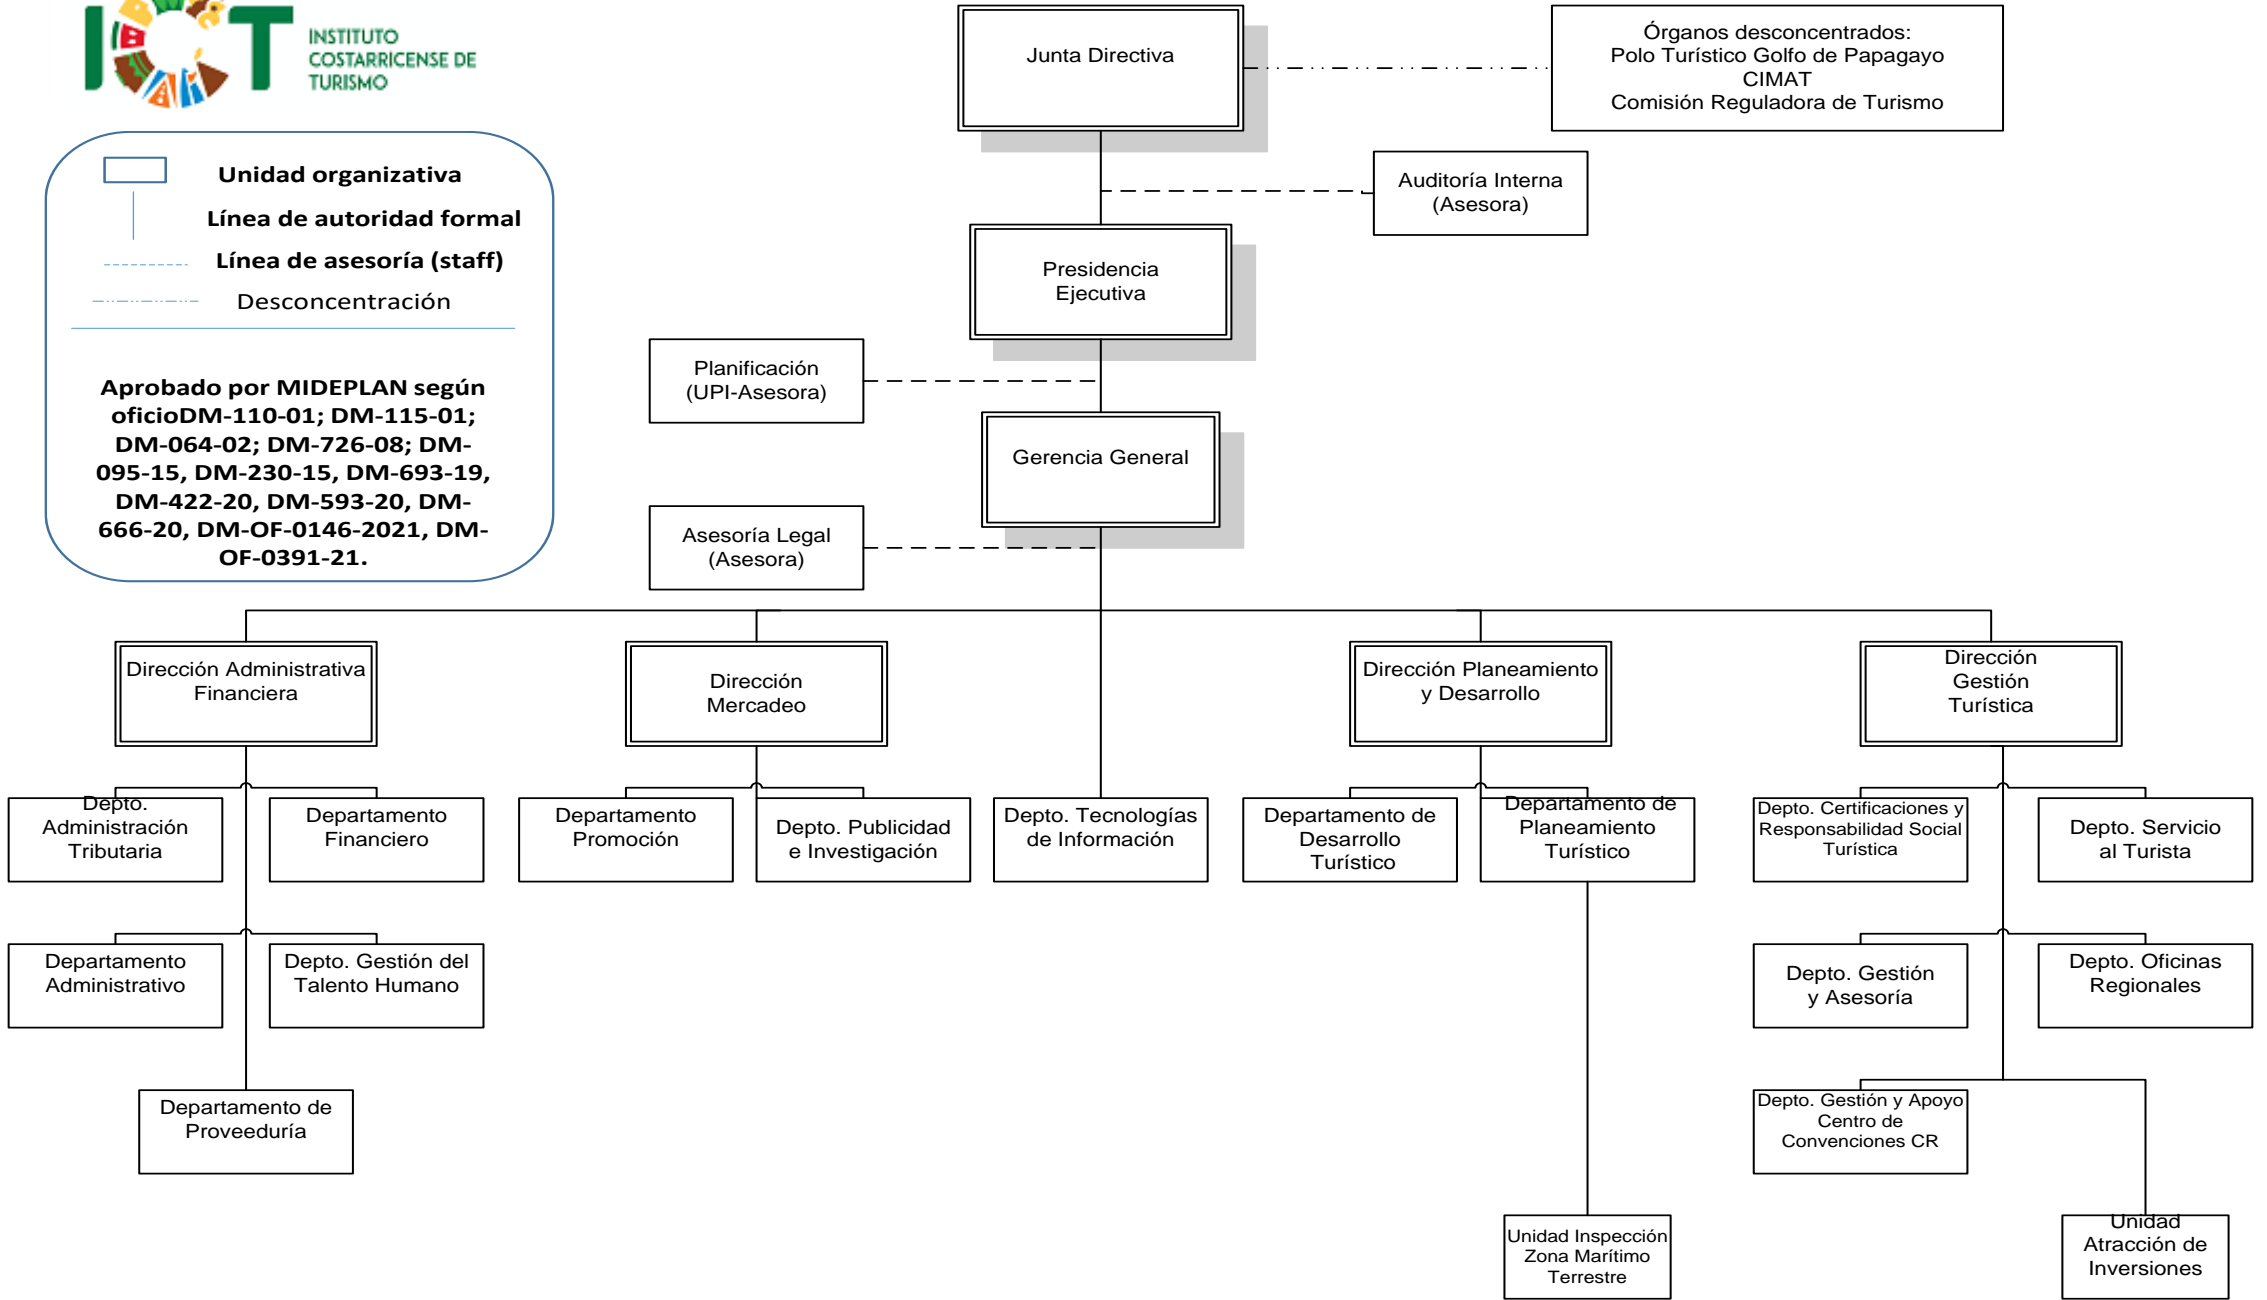 ICT
INSTITUTO
COSTARRICENSE DE
TURISMO
Unidad organizativa
Línea de autoridad formal
Línea de asesoría (staff)
Desconcentración
Aprobado por MIDEPLAN según
oficioDM-110-01; DM-115-01;
DM-064-02; DM-726-08; DM-
095-15, DM-230-15, DM-693-19,
DM-422-20, DM-593-20, DM-
666-20, DM-OF-0146-2021, DM-
OF-0391-21.
Junta Directiva
Órganos desconcentrados:
Polo Turístico Golfo de Papagayo
CIMAT
Comisión Reguladora de Turismo
Auditoría Interna
(Asesora)
Presidencia
Ejecutiva
Planificación
(UPI-Asesora)
Gerencia General
Asesoría Legal
(Asesora)
Dirección Administrativa
Financiera
Dirección
Mercadeo
Dirección Planeamiento
y Desarrollo
Dirección
Gestión
Turística
Depto.
Administración
Tributaria
Departamento
Financiero
Departamento
Promoción
Depto. Publicidad
e Investigación
Depto. Tecnologías
de Información
Departamento de
Desarrollo
Turístico
Departamento de
Planeamiento
Turístico
Depto. Certificaciones y
Responsabilidad Social
Turística
Depto. Servicio
al Turista
Departamento
Administrativo
Depto. Gestión del
Talento Humano
Depto. Gestión
y Asesoría
Depto. Oficinas
Regionales
Departamento de
Proveeduría
Depto. Gestión y Apoyo
Centro de
Convenciones CR
Unidad Inspección
Zona Marítimo
Terrestre
Unidad
Atracción de
Inversiones